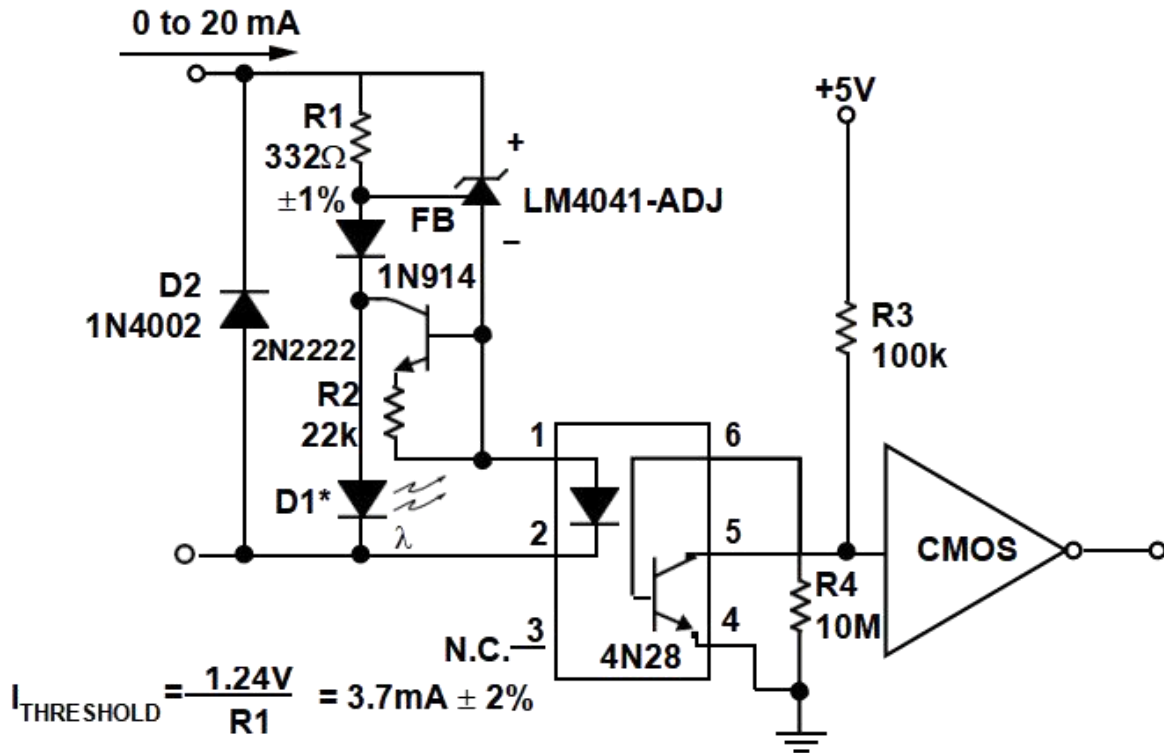 0 to 20 mA
R1
332Ω
±1%
+
LM4041-ADJ
−
FB
1N914
D2
1N4002
2N2222
R2
22k
D1*
λ
+5V
R3
100k
1
6
2
5
CMOS
R4
10M
4
N.C. 3
4N28
I THRESHOLD = 1.24V / R1 = 3.7mA ± 2%